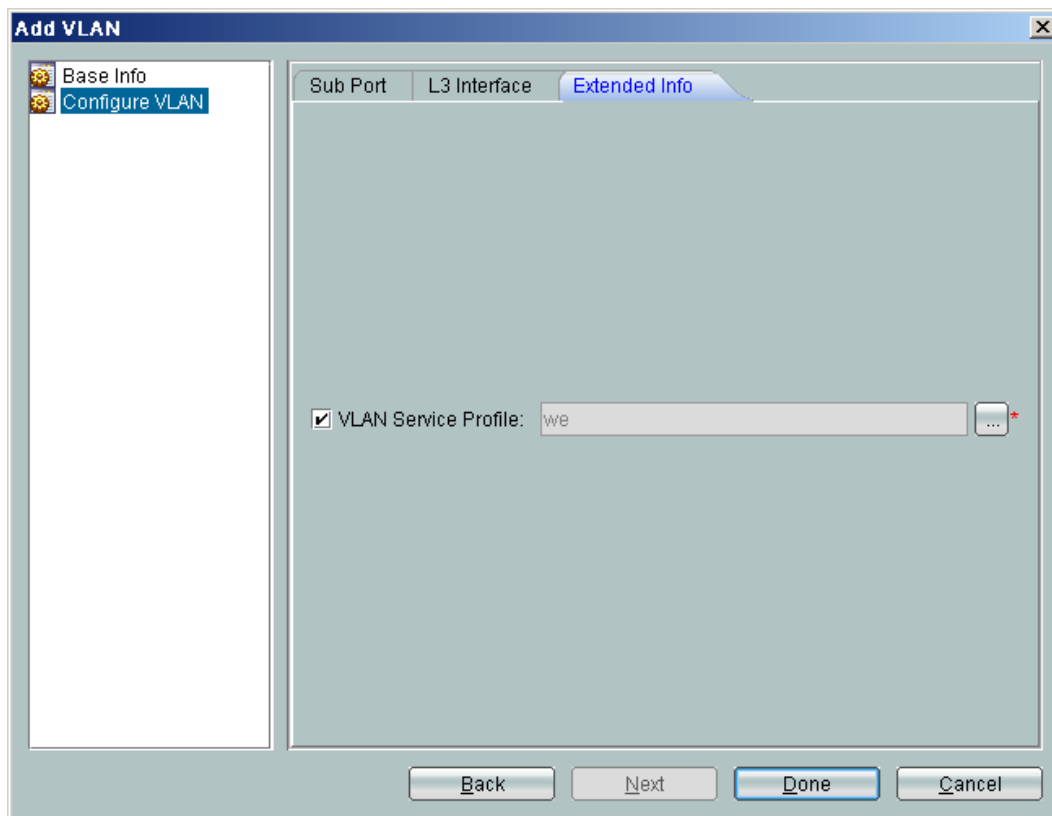 Add VLAN
Base Info
Configure VLAN
Sub Port
L3 Interface
Extended Info
VLAN Service Profile:
we
...
*
Back
Next
Done
Cancel